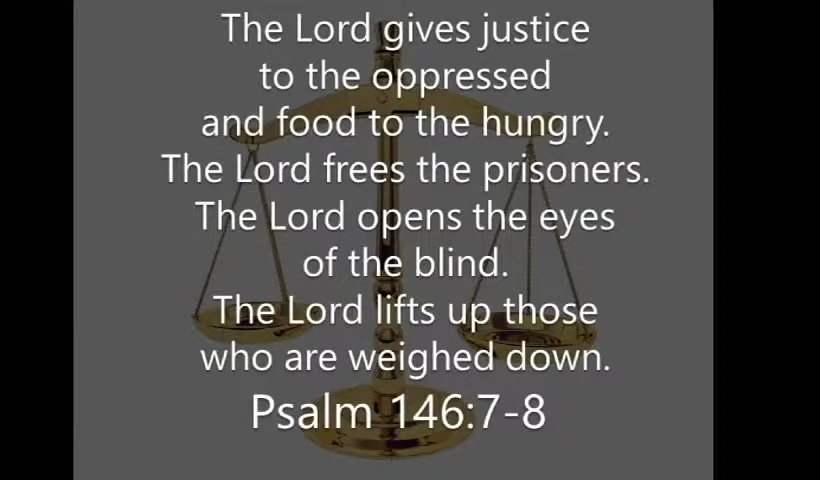 The Lord gives justice
to the oppressed
and food to the hungry.
The Lord frees the prisoners.
The Lord opens the eyes
of the blind.
The Lord lifts up those
who are weighed down.
Psalm 146:7-8